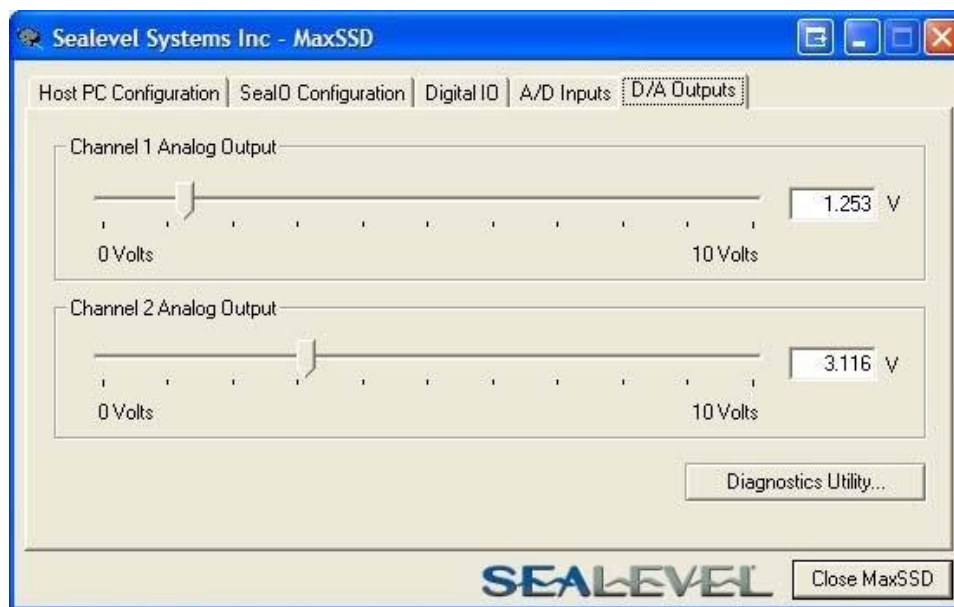 Sealevel Systems Inc - MaxSSD
Host PC Configuration
SeaIO Configuration
Digital IO
A/D Inputs
D/A Outputs
Channel 1 Analog Output
1.253 V
0 Volts
10 Volts
Channel 2 Analog Output
3.116 V
0 Volts
10 Volts
Diagnostics Utility...
SEALEVEL
Close MaxSSD